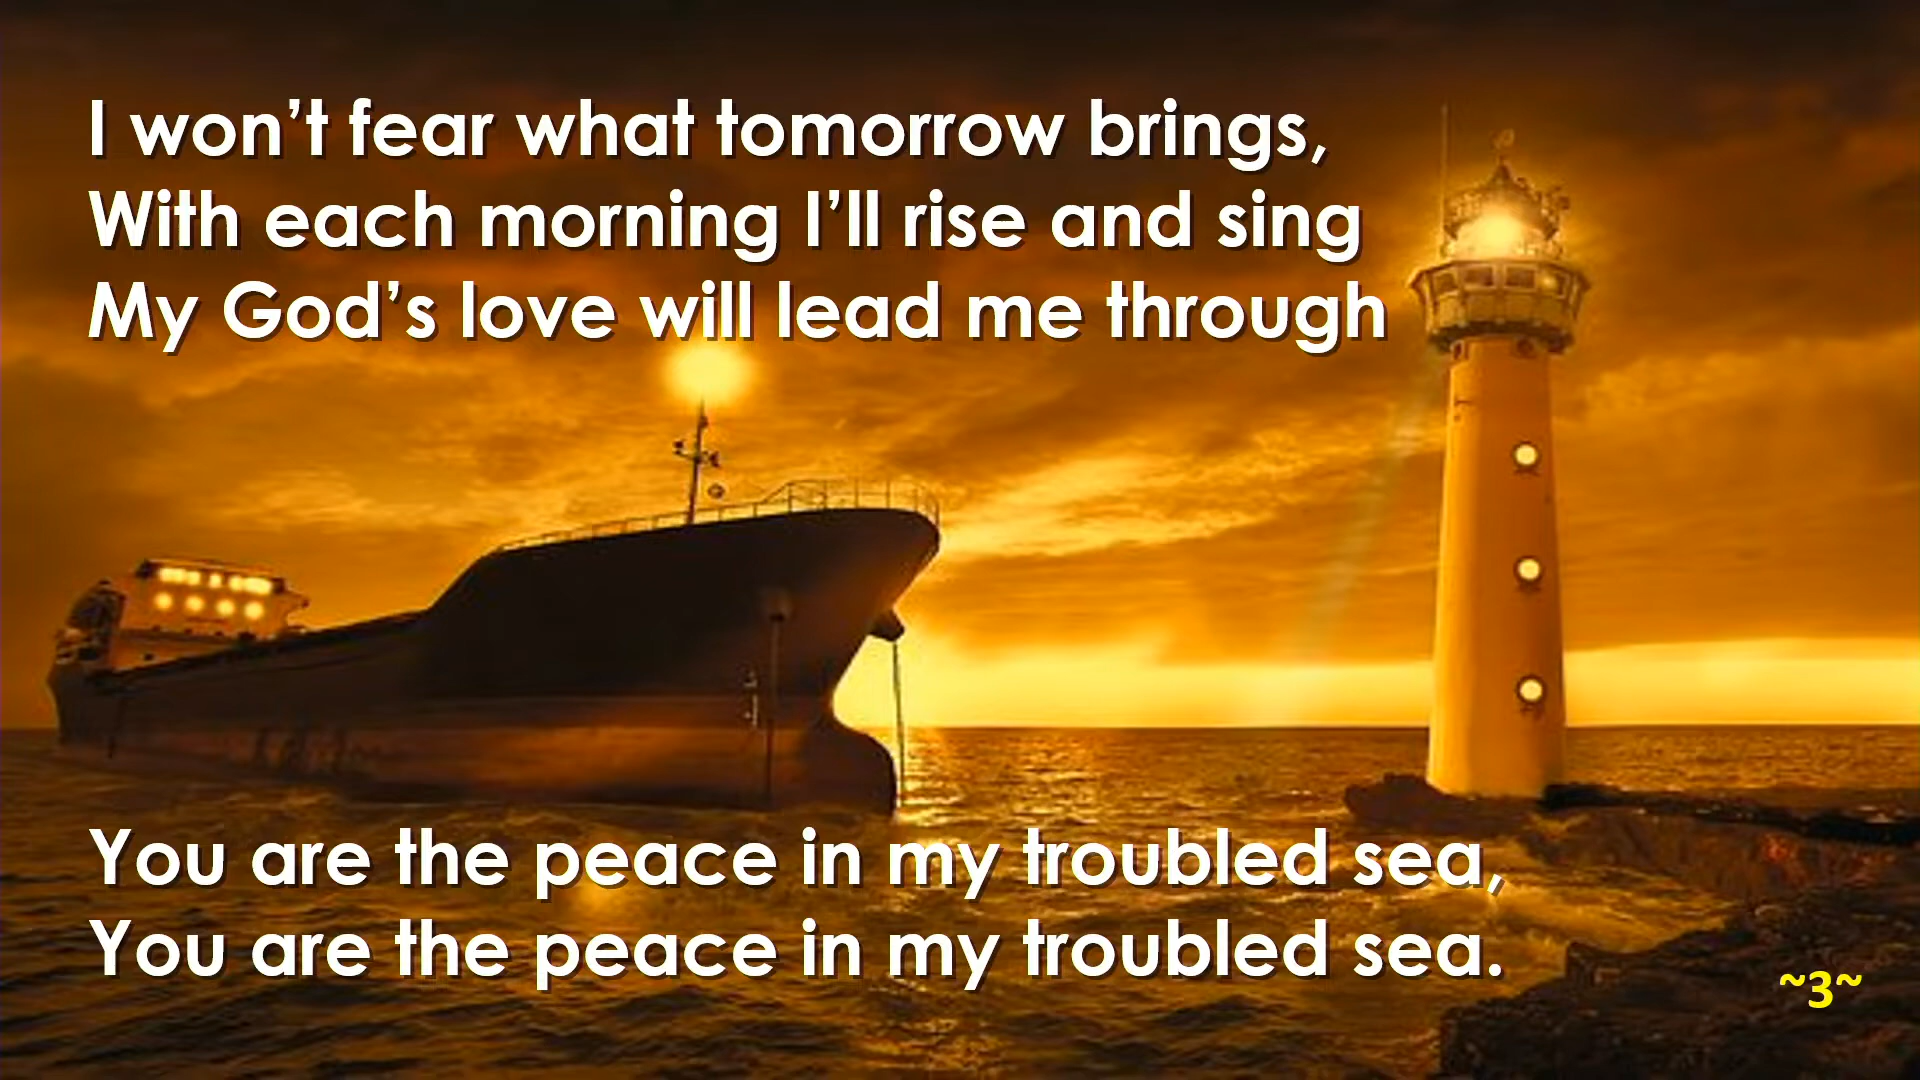 I won’t fear what tomorrow brings,
With each morning I’ll rise and sing
My God’s love will lead me through
You are the peace in my troubled sea,
You are the peace in my troubled sea.
~3~